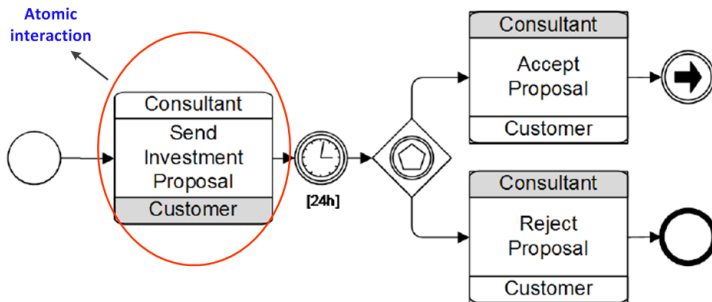 Atomic
interaction
Consultant
Send
Investment
Proposal
Customer
[24h]
Consultant
Accept
Proposal
Customer
Consultant
Reject
Proposal
Customer